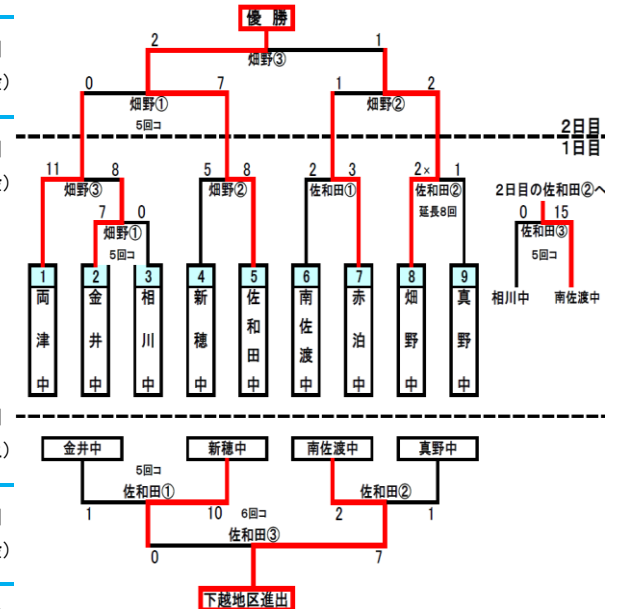 優 勝
2 1
畑野③
0 7 1 2
畑野① 畑野②
5回コ
2日目
1日目
11 8 5 8 2 3 2× 1
畑野③ 畑野② 佐和田① 佐和田②
延長8回
2日目の佐和田②へ
7 0 0 15
畑野① 佐和田③
5回コ 5回コ
1 2 3 4 5 6 7 8 9
両津中 金井中 相川中 新穂中 佐和田中 南佐渡中 赤泊中 畑野中 真野中
相川中 南佐渡中
金井中 新穂中 南佐渡中 真野中
5回コ
佐和田① 佐和田②
1 10 6回コ 2 1
佐和田③
0 7
下越地区進出